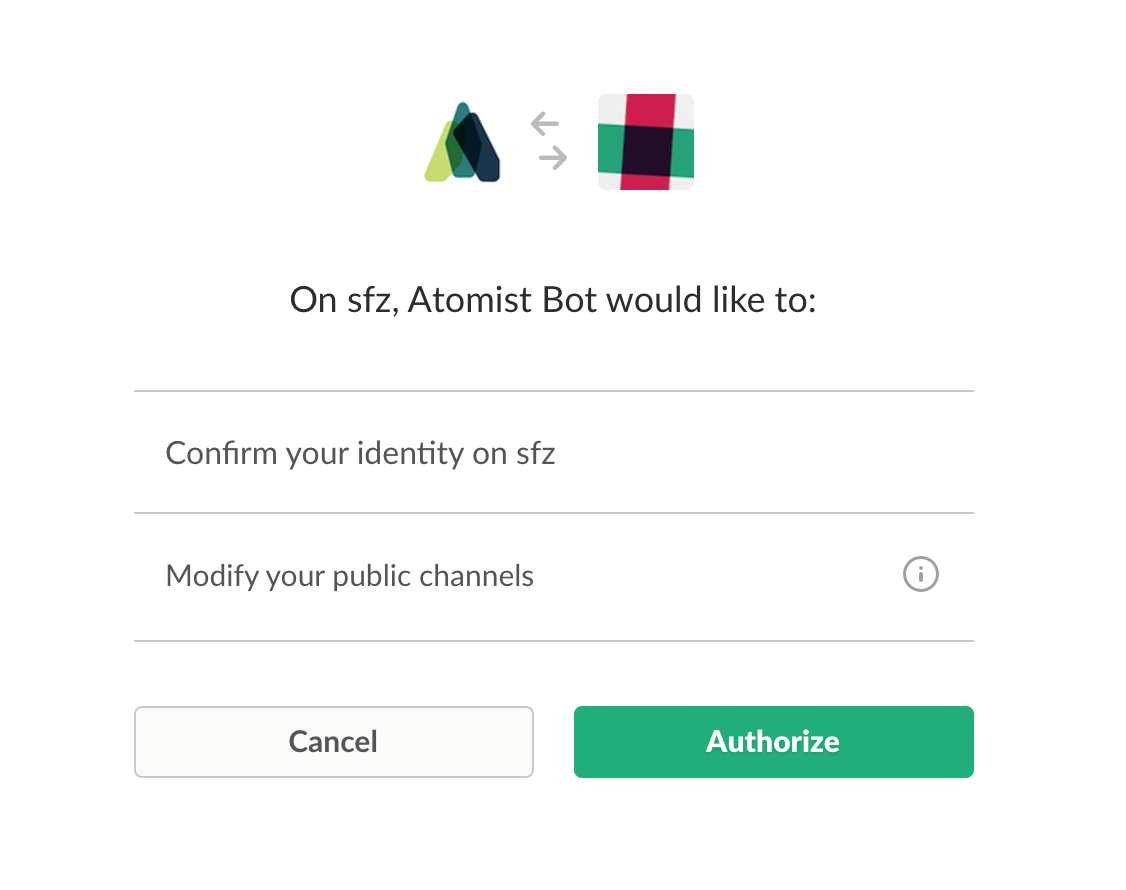 On sfz, Atomist Bot would like to:
Confirm your identity on sfz
Modify your public channels
Cancel
Authorize